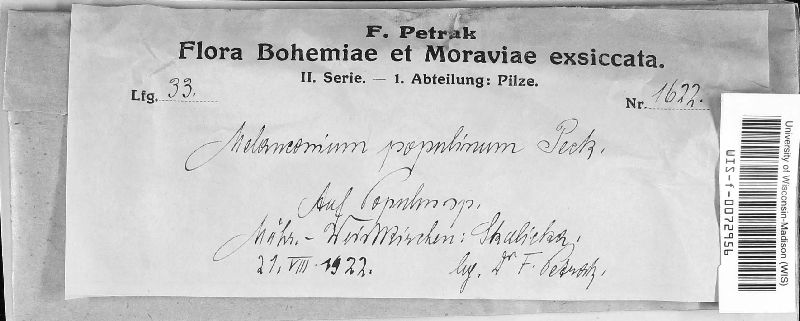 F. Petrak
Flora Bohemiae et Moraviae exsiccata.
II. Serie. — 1. Abteilung: Pilze.
Lfg. 33.
Nr. 1622.
Melanconium populinum Peck.
Auf Populus sp.
Mähr.-Weisskirchen: Skalicka.
21. VIII 1922. lg. Dr F. Petrak.
University of Wisconsin-Madison (WIS)
WIS-f-0072956